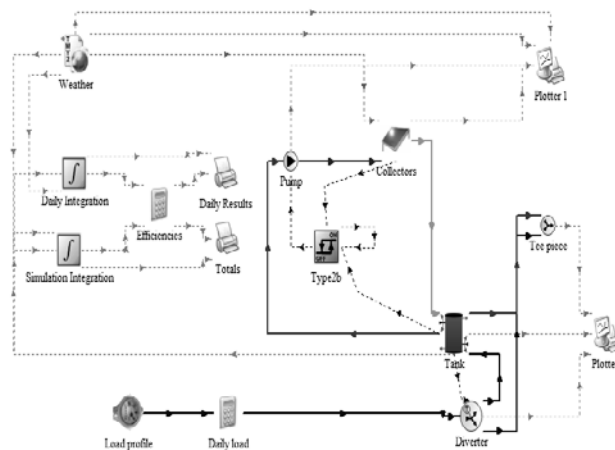 Weather
Plotter 1
Collectors
Pump
Daily Integration
Daily Results
Efficiencies
Type2b
Simulation Integration
Totals
Tee piece
Tank
Plotte
Load profile
Daily load
Diverter